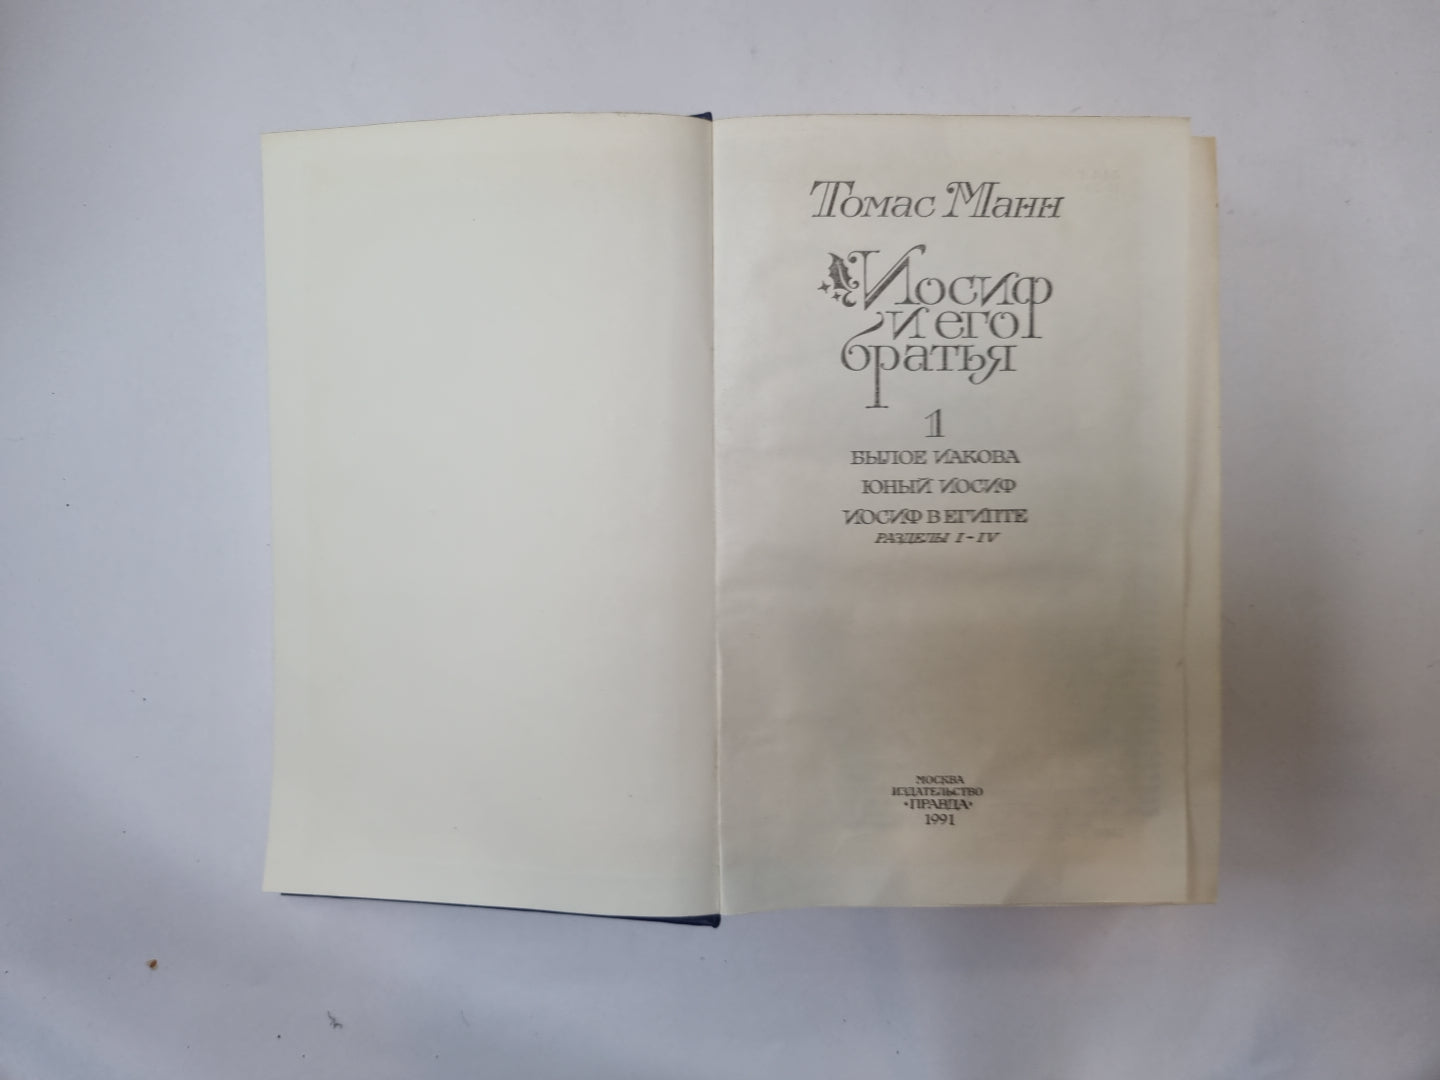 Томас Манн
Иосиф
и его
братья
1
БЫЛОЕ ИАКОВА
ЮНЫЙ ИОСИФ
ИОСИФ В ЕГИПТЕ
РАЗДЕЛЫ I-IV
МОСКВА
ИЗДАТЕЛЬСТВО
«ПРАВДА»
1991